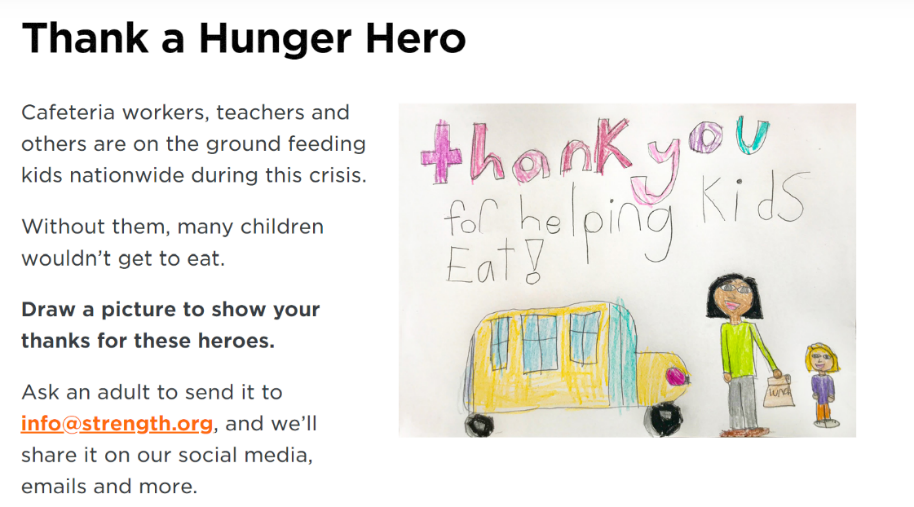 Thank a Hunger Hero
Cafeteria workers, teachers and
others are on the ground feeding
kids nationwide during this crisis.
Without them, many children
wouldn't get to eat.
Draw a picture to show your
thanks for these heroes.
Ask an adult to send it to
info@strength.org, and we'll
share it on our social media,
emails and more.
thank you
for helping Kids
Eat!
lunch